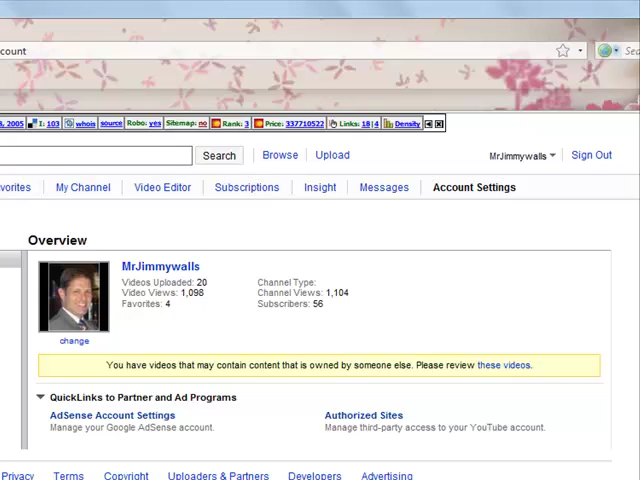 count
Sea
8, 2005 I: 103 whois source Robo: yes Sitemap: no Rank: 3 Price: 337710522 Links: 18|4 Density
Search Browse Upload MrJimmywalls Sign Out
vorites My Channel Video Editor Subscriptions Insight Messages Account Settings
Overview
MrJimmywalls
Videos Uploaded: 20 Channel Type:
Video Views: 1,098 Channel Views: 1,104
Favorites: 4 Subscribers: 56
change
You have videos that may contain content that is owned by someone else. Please review these videos.
QuickLinks to Partner and Ad Programs
AdSense Account Settings Authorized Sites
Manage your Google AdSense account. Manage third-party access to your YouTube account.
Privacy Terms Copyright Uploaders & Partners Developers Advertising